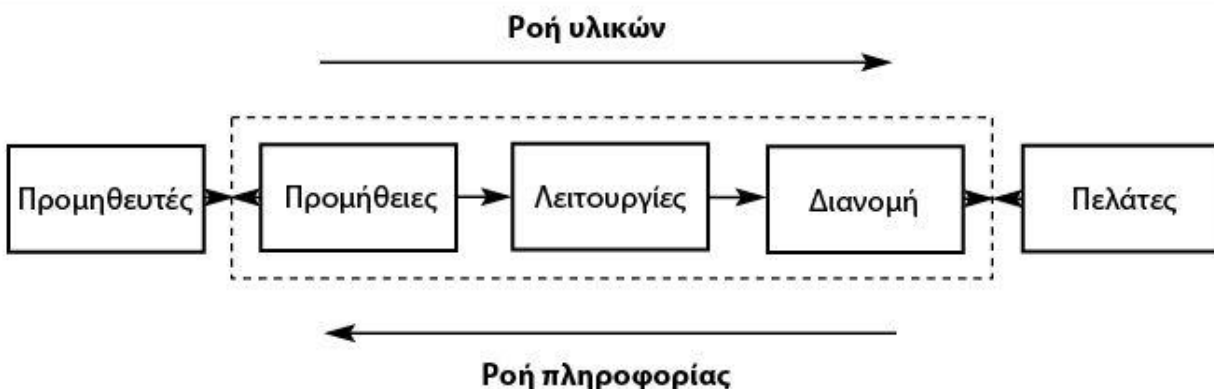 Ροή υλικών
Προμηθευτές
Προμήθειες
Λειτουργίες
Διανομή
Πελάτες
Ροή πληροφορίας